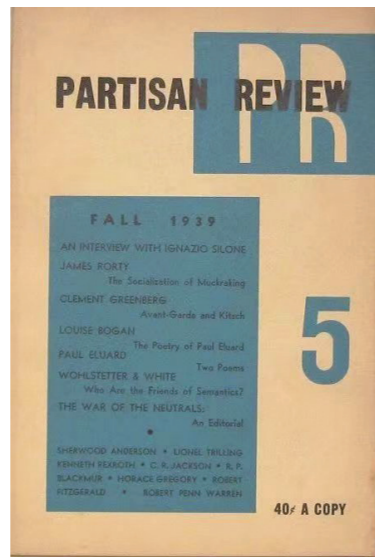 PR
PARTISAN REVIEW
FALL 1939
AN INTERVIEW WITH IGNAZIO SILONE
JAMES RORTY
The Socialization of Muckraking
CLEMENT GREENBERG
Avant-Garde and Kitsch
LOUISE BOGAN
The Poetry of Paul Eluard
PAUL ELUARD
Two Poems
WOHLSTETTER & WHITE
Who Are the Friends of Semantics?
THE WAR OF THE NEUTRALS:
An Editorial
•
SHERWOOD ANDERSON • LIONEL TRILLING
KENNETH REXROTH • C. R. JACKSON • R. P.
BLACKMUR • HORACE GREGORY • ROBERT
FITZGERALD • ROBERT PENN WARREN
5
40¢ A COPY